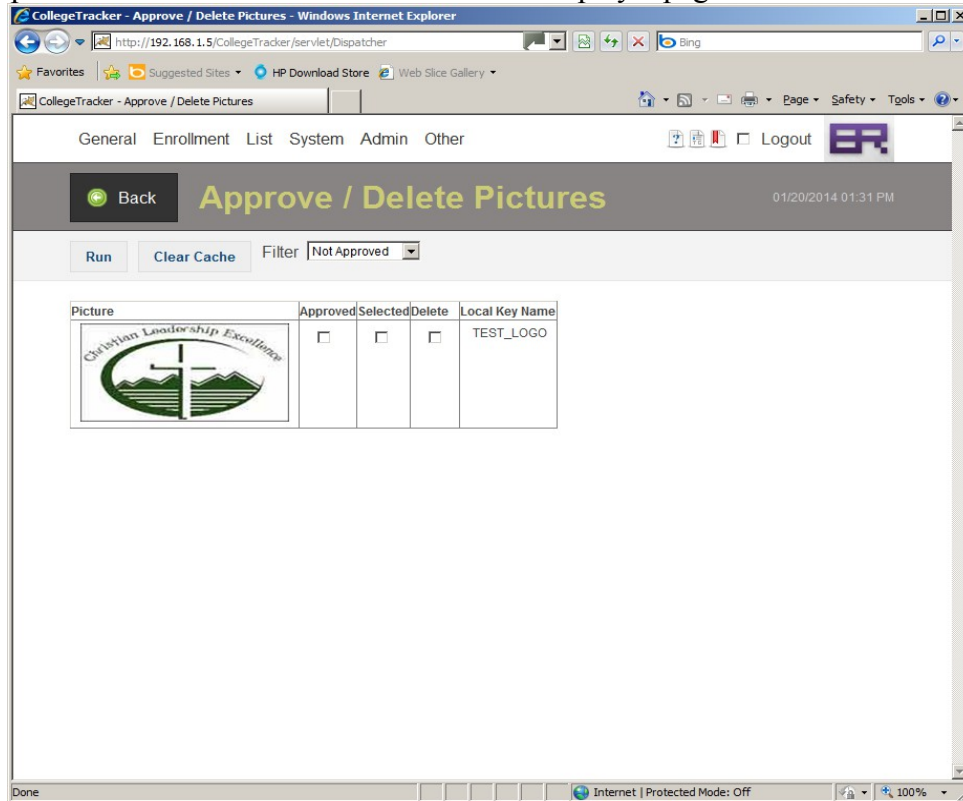 CollegeTracker - Approve / Delete Pictures - Windows Internet Explorer
http://192.168.1.5/CollegeTracker/servlet/Dispatcher Bing
Favorites Suggested Sites HP Download Store Web Slice Gallery
CollegeTracker - Approve / Delete Pictures Page Safety Tools
General Enrollment List System Admin Other Logout ER
Back Approve / Delete Pictures 01/20/2014 01:31 PM
Run Clear Cache Filter Not Approved
Picture Approved Selected Delete Local Key Name
Christian Leadership Excellence TEST_LOGO
Done Internet | Protected Mode: Off 100%